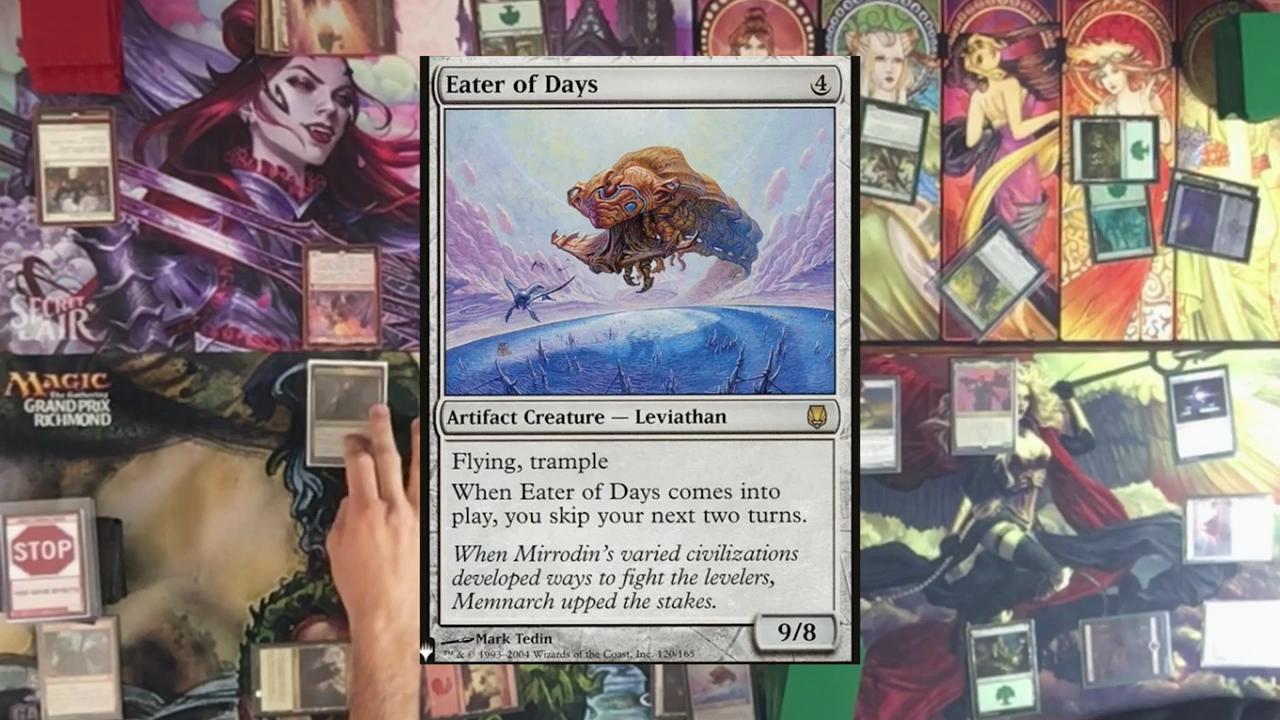 Eater of Days 4
Artifact Creature — Leviathan
Flying, trample
When Eater of Days comes into
play, you skip your next two turns.
When Mirrodin's varied civilizations
developed ways to fight the levelers,
Memnarch upped the stakes.
9/8
Mark Tedin
™ & © 1993–2004 Wizards of the Coast, Inc. 120/165
SECRET
LAIR
MAGIC
The Gathering
GRAND PRIX
RICHMOND
STOP